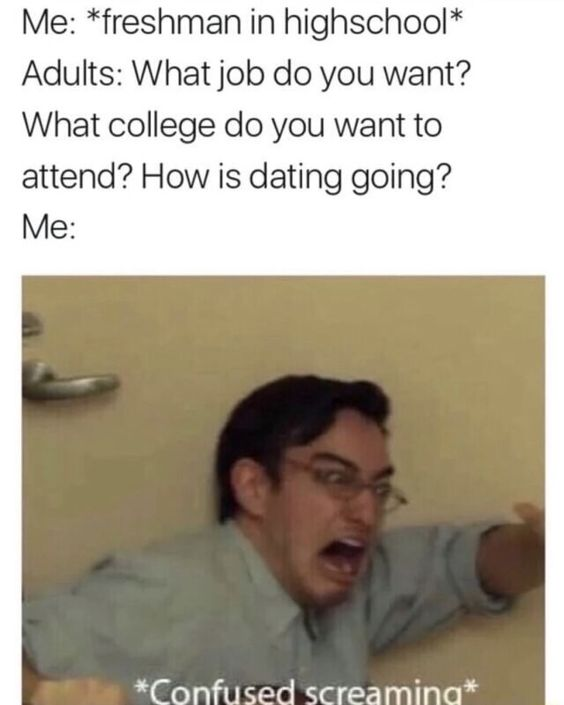 Me: *freshman in highschool*
Adults: What job do you want?
What college do you want to
attend? How is dating going?
Me:
*Confused screaming*